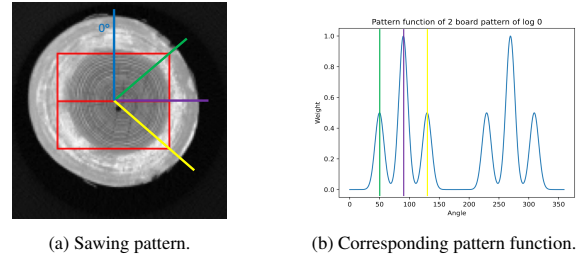 0°
Pattern function of 2 board pattern of log 0
Weight
1.0
0.8
0.6
0.4
0.2
0.0
0 50 100 150 200 250 300 350
Angle
(a) Sawing pattern.
(b) Corresponding pattern function.